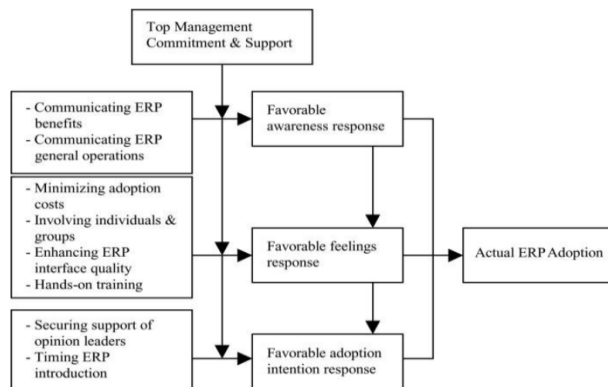 Top Management
Commitment & Support
- Communicating ERP
benefits
- Communicating ERP
general operations
Favorable
awareness response
- Minimizing adoption
costs
- Involving individuals &
groups
- Enhancing ERP
interface quality
- Hands-on training
Favorable feelings
response
Actual ERP Adoption
- Securing support of
opinion leaders
- Timing ERP
introduction
Favorable adoption
intention response